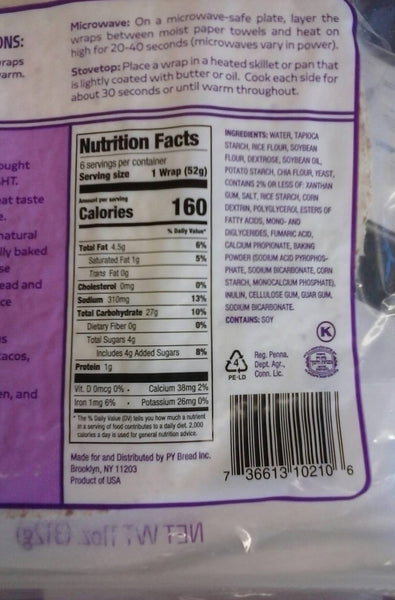 Microwave: On a microwave-safe plate, layer the
wraps between moist paper towels and heat on
high for 20-40 seconds (microwaves vary in power).
Stovetop: Place a wrap in a heated skillet or pan that
is lightly coated with butter or oil. Cook each side for
about 30 seconds or until warm throughout.
ONS:
wraps
warm.
ought
HT.
eat taste
e.
natural
lly baked
se
ead and
ce
s
tacos,
en, and
Nutrition Facts
6 servings per container
Serving size 1 Wrap (52g)
Amount per serving
Calories 160
% Daily Value*
Total Fat 4.5g 6%
Saturated Fat 1g 5%
Trans Fat 0g
Cholesterol 0mg 0%
Sodium 310mg 13%
Total Carbohydrate 27g 10%
Dietary Fiber 0g 0%
Total Sugars 4g
Includes 4g Added Sugars 8%
Protein 1g
Vit. D 0mcg 0% • Calcium 38mg 2%
Iron 1mg 6% • Potassium 26mg 0%
* The % Daily Value (DV) tells you how much a nutrient
in a serving of food contributes to a daily diet. 2,000
calories a day is used for general nutrition advice.
Made for and Distributed by PY Bread Inc.
Brooklyn, NY 11203
Product of USA
INGREDIENTS: WATER, TAPIOCA
STARCH, RICE FLOUR, SOYBEAN
FLOUR, DEXTROSE, SOYBEAN OIL,
POTATO STARCH, CHIA FLOUR, YEAST,
CONTAINS 2% OR LESS OF: XANTHAN
GUM, SALT, RICE STARCH, CORN
DEXTRIN, POLYGLYCEROL ESTERS OF
FATTY ACIDS, MONO- AND
DIGLYCERIDES, FUMARIC ACID,
CALCIUM PROPIONATE, BAKING
POWDER (SODIUM ACID PYROPHOS-
PHATE, SODIUM BICARBONATE, CORN
STARCH, MONOCALCIUM PHOSPHATE),
INULIN, CELLULOSE GUM, GUAR GUM,
SODIUM BICARBONATE.
CONTAINS: SOY
K
4
PE-LD
Reg. Penna.
Dept. Agr.,
Conn. Lic.
7 36613 10210 6
NET WT 11oz (312g)